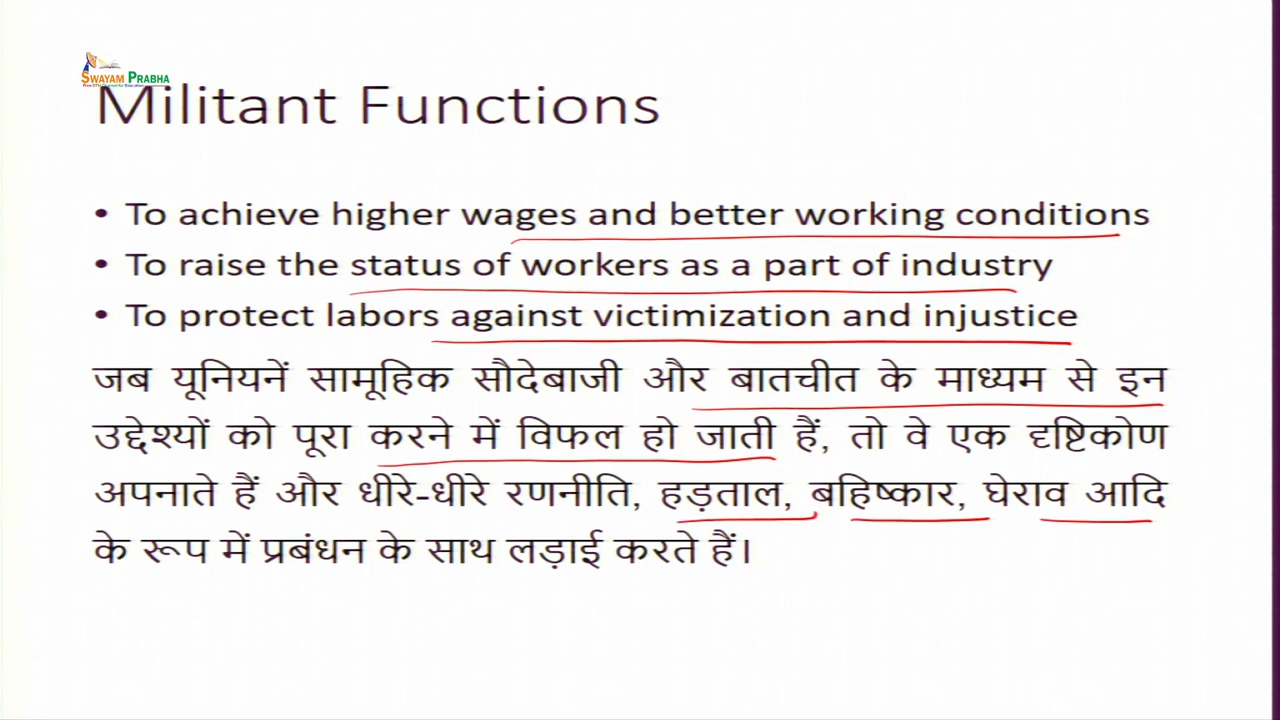 SWAYAM PRABHA
Militant Functions
• To achieve higher wages and better working conditions
• To raise the status of workers as a part of industry
• To protect labors against victimization and injustice
जब यूनियनें सामूहिक सौदेबाजी और बातचीत के माध्यम से इन
उद्देश्यों को पूरा करने में विफल हो जाती हैं, तो वे एक दृष्टिकोण
अपनाते हैं और धीरे-धीरे रणनीति, हड़ताल, बहिष्कार, घेराव आदि
के रूप में प्रबंधन के साथ लड़ाई करते हैं।